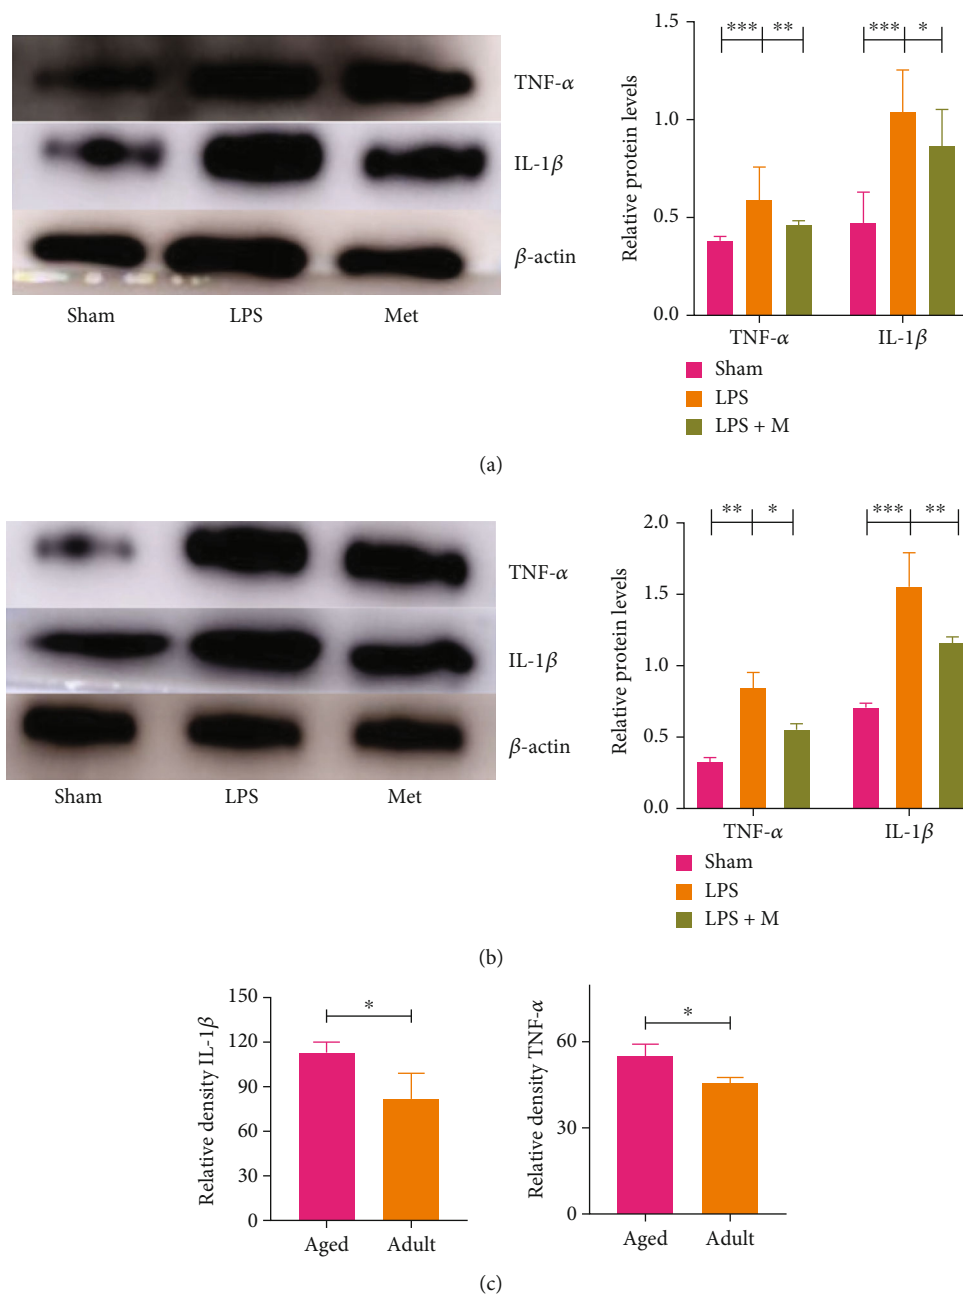 TNF-α
IL-1β
β-actin
Sham LPS Met
Relative protein levels
1.5
1.0
0.5
0.0
*** ** *** *
TNF-α IL-1β
Sham
LPS
LPS + M
(a)
TNF-α
IL-1β
β-actin
Sham LPS Met
Relative protein levels
2.0
1.5
1.0
0.5
0.0
** * *** **
TNF-α IL-1β
Sham
LPS
LPS + M
(b)
Relative density IL-1β
150
120
90
60
30
0
*
Aged Adult
Relative density TNF-α
60
30
0
*
Aged Adult
(c)